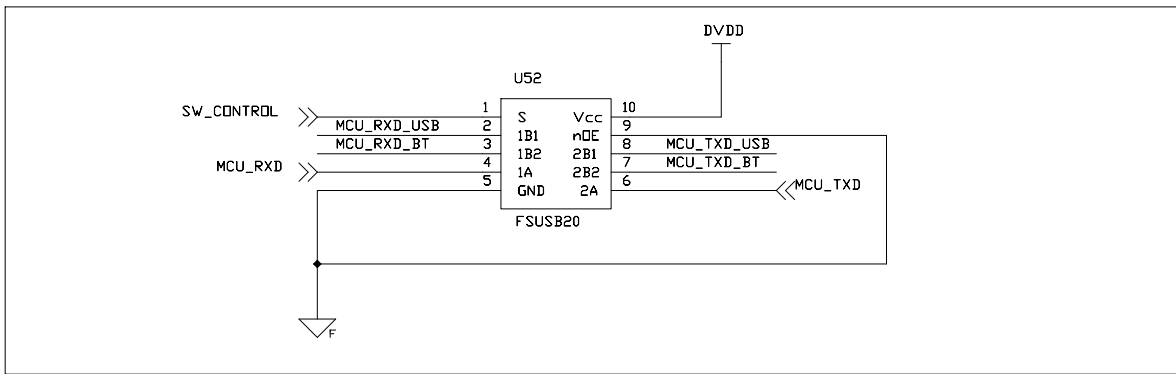 DVDD
U52
SW_CONTROL 1 S Vcc 10
MCU_RXD_USB 2 1B1 nOE 9
MCU_RXD_BT 3 1B2 2B1 8 MCU_TXD_USB
MCU_RXD 4 1A 2B2 7 MCU_TXD_BT
5 GND 2A 6 MCU_TXD
FSUSB20
F